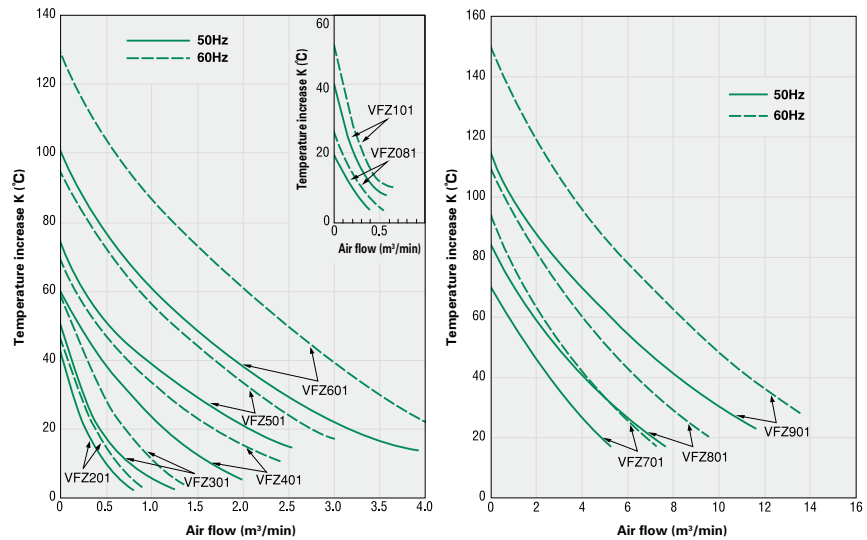 Temperature increase K (℃)
140
120
100
80
60
40
20
0
50Hz
60Hz
VFZ601
VFZ501
VFZ401
VFZ301
VFZ201
0
0.5
1.0
1.5
2.0
2.5
3.0
3.5
4.0
Air flow (m³/min)
Temperature increase K (℃)
60
40
20
0
VFZ101
VFZ081
0
0.5
1.0
Air flow (m³/min)
Temperature increase K (℃)
160
140
120
100
80
60
40
20
0
50Hz
60Hz
VFZ901
VFZ801
VFZ701
0
2
4
6
8
10
12
14
16
Air flow (m³/min)